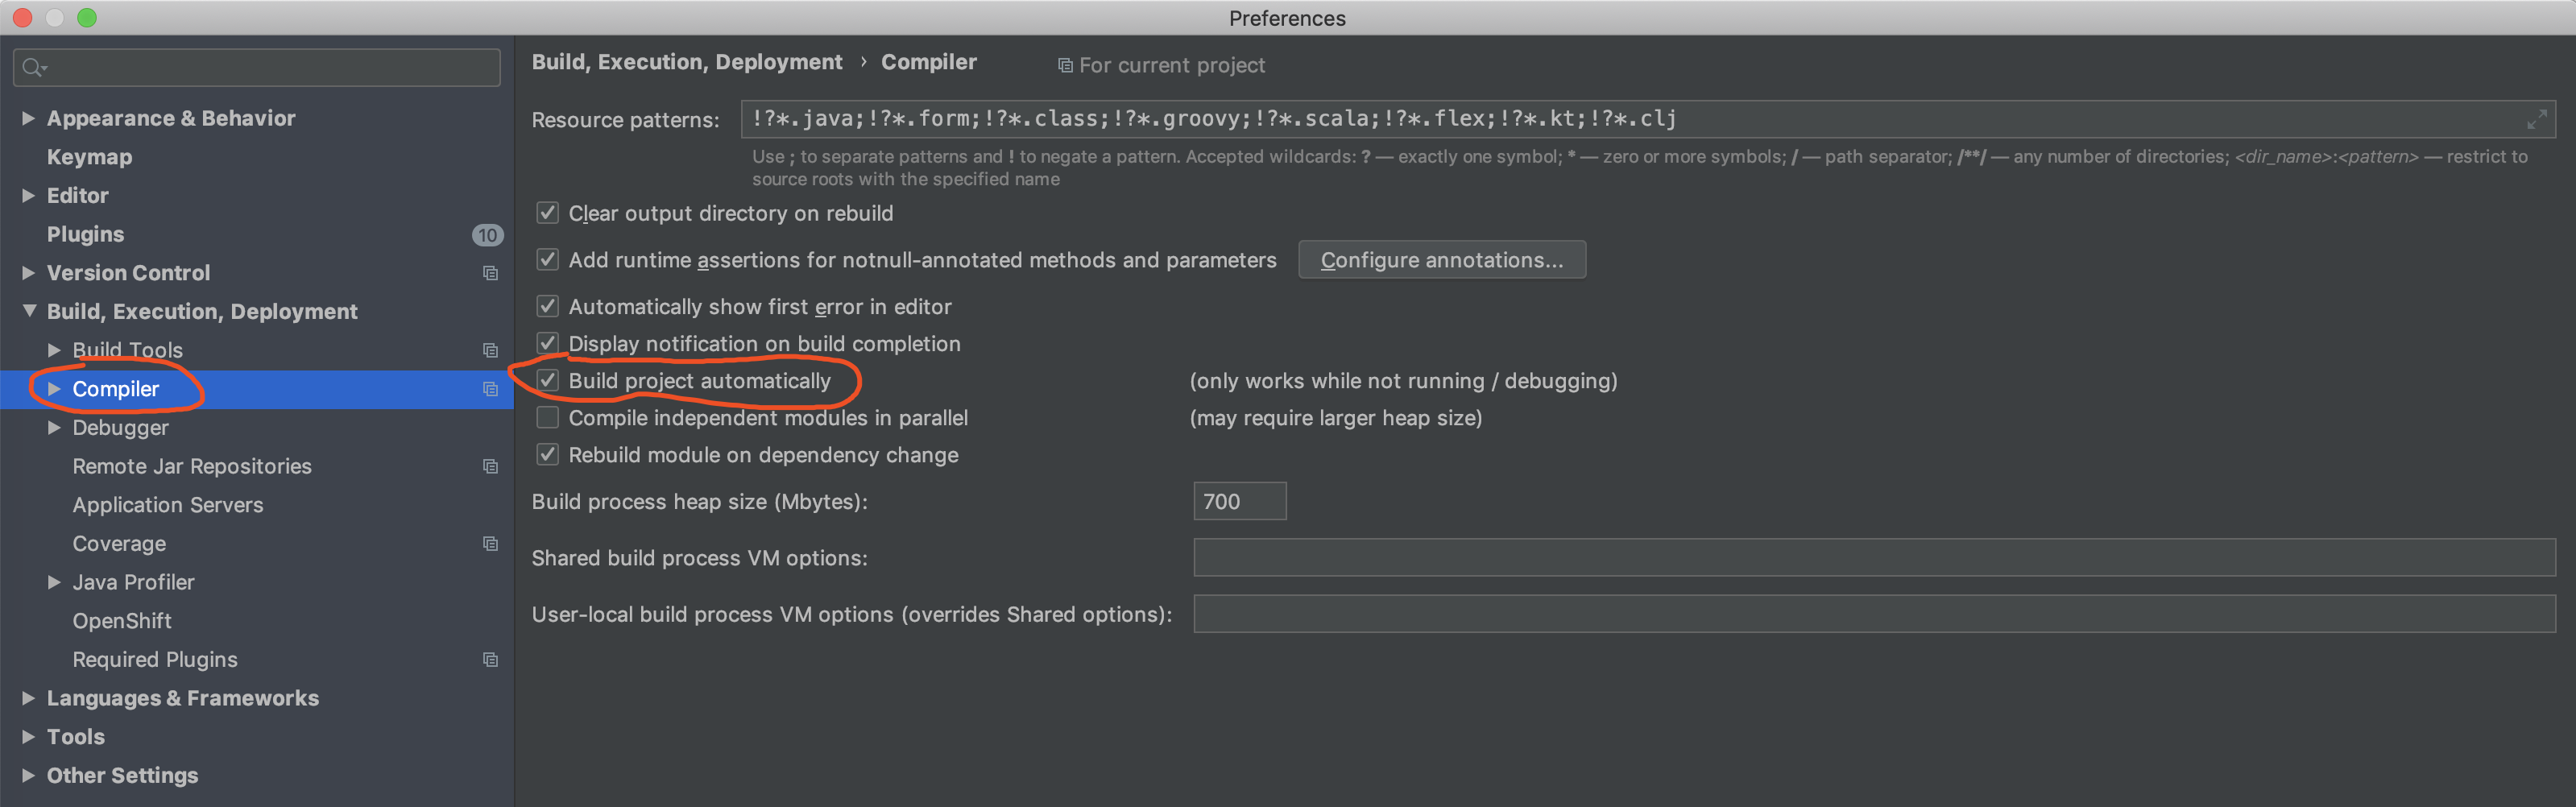 Preferences
Appearance & Behavior
Keymap
Editor
Plugins 10
Version Control
Build, Execution, Deployment
Build Tools
Compiler
Debugger
Remote Jar Repositories
Application Servers
Coverage
Java Profiler
OpenShift
Required Plugins
Languages & Frameworks
Tools
Other Settings
Build, Execution, Deployment › Compiler For current project
Resource patterns: !?*.java;!?*.form;!?*.class;!?*.groovy;!?*.scala;!?*.flex;!?*.kt;!?*.clj
Use ; to separate patterns and ! to negate a pattern. Accepted wildcards: ? — exactly one symbol; * — zero or more symbols; / — path separator; /**/ — any number of directories; <dir_name>:<pattern> — restrict to
source roots with the specified name
Clear output directory on rebuild
Add runtime assertions for notnull-annotated methods and parameters Configure annotations...
Automatically show first error in editor
Display notification on build completion
Build project automatically (only works while not running / debugging)
Compile independent modules in parallel (may require larger heap size)
Rebuild module on dependency change
Build process heap size (Mbytes): 700
Shared build process VM options:
User-local build process VM options (overrides Shared options):